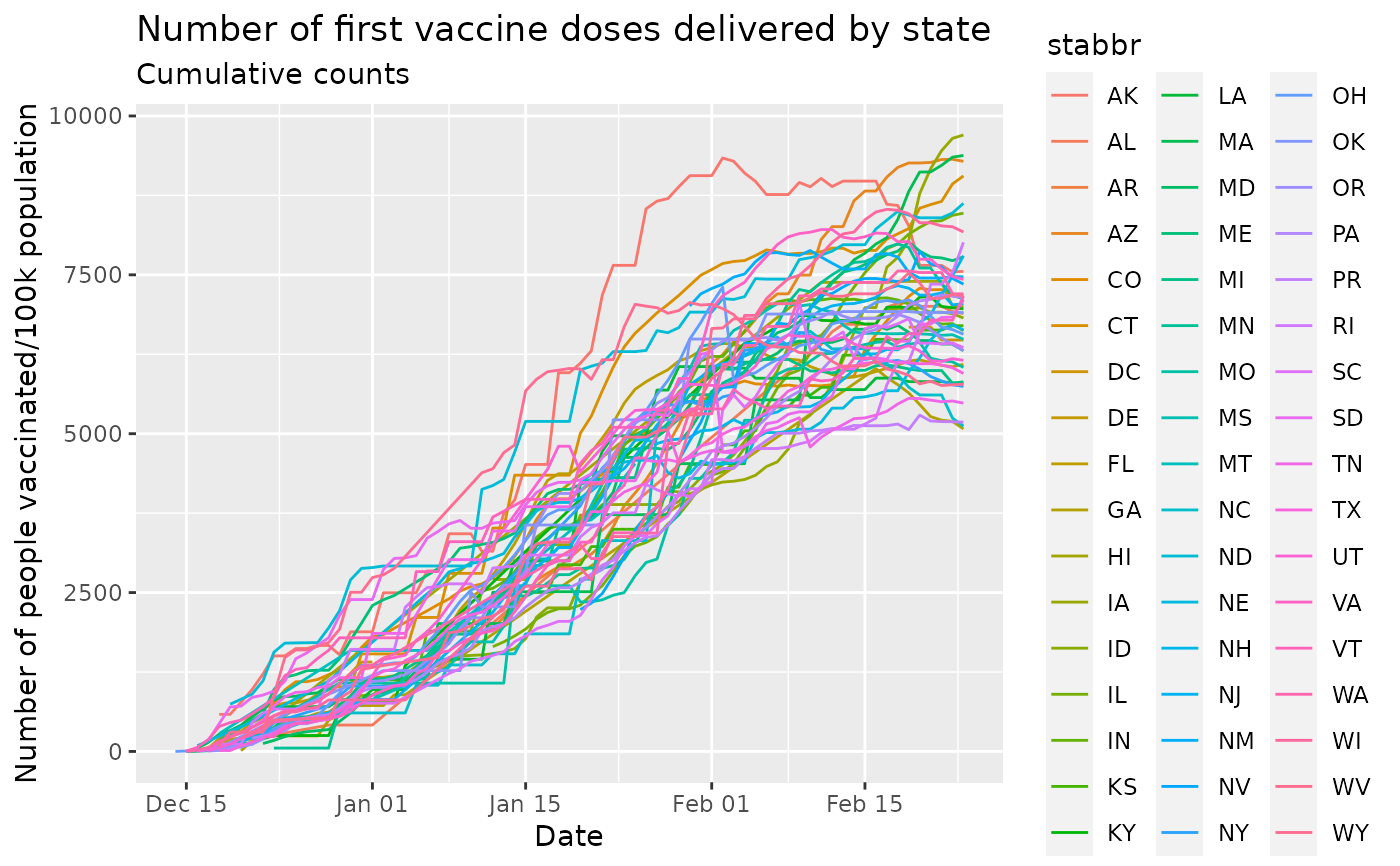 Number of first vaccine doses delivered by state
Cumulative counts
Number of people vaccinated/100k population
10000
7500
5000
2500
0
Dec 15
Jan 01
Jan 15
Feb 01
Feb 15
Date
stabbr
AK
AL
AR
AZ
CO
CT
DC
DE
FL
GA
HI
IA
ID
IL
IN
KS
KY
LA
MA
MD
ME
MI
MN
MO
MS
MT
NC
ND
NE
NH
NJ
NM
NV
NY
OH
OK
OR
PA
PR
RI
SC
SD
TN
TX
UT
VA
VT
WA
WI
WV
WY